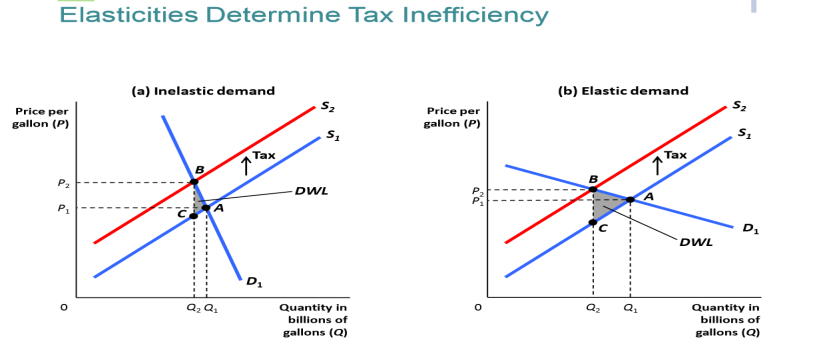 Elasticities Determine Tax Inefficiency
(a) Inelastic demand
Price per
gallon (P)
S2
S1
Tax
B
P2
DWL
P1
C
A
D1
0
Q2 Q1
Quantity in
billions of
gallons (Q)
(b) Elastic demand
Price per
gallon (P)
S2
S1
Tax
B
P2
A
P1
C
D1
DWL
0
Q2
Q1
Quantity in
billions of
gallons (Q)